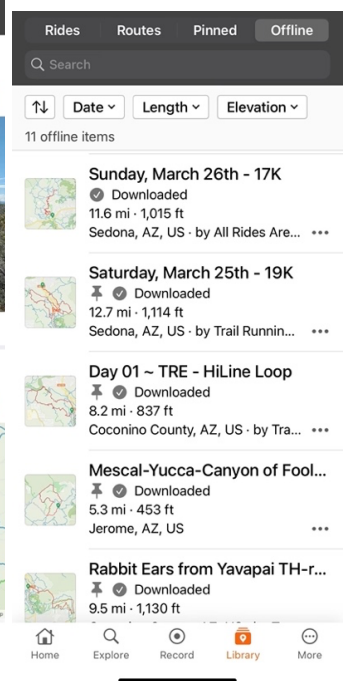 Rides Routes Pinned Offline
Search
Date Length Elevation
11 offline items
Sunday, March 26th - 17K
Downloaded
11.6 mi · 1,015 ft
Sedona, AZ, US · by All Rides Are...
Saturday, March 25th - 19K
Downloaded
12.7 mi · 1,114 ft
Sedona, AZ, US · by Trail Runnin...
Day 01 ~ TRE - HiLine Loop
Downloaded
8.2 mi · 837 ft
Coconino County, AZ, US · by Tra...
Mescal-Yucca-Canyon of Fool...
Downloaded
5.3 mi · 453 ft
Jerome, AZ, US
Rabbit Ears from Yavapai TH-r...
Downloaded
9.5 mi · 1,130 ft
Home Explore Record Library More